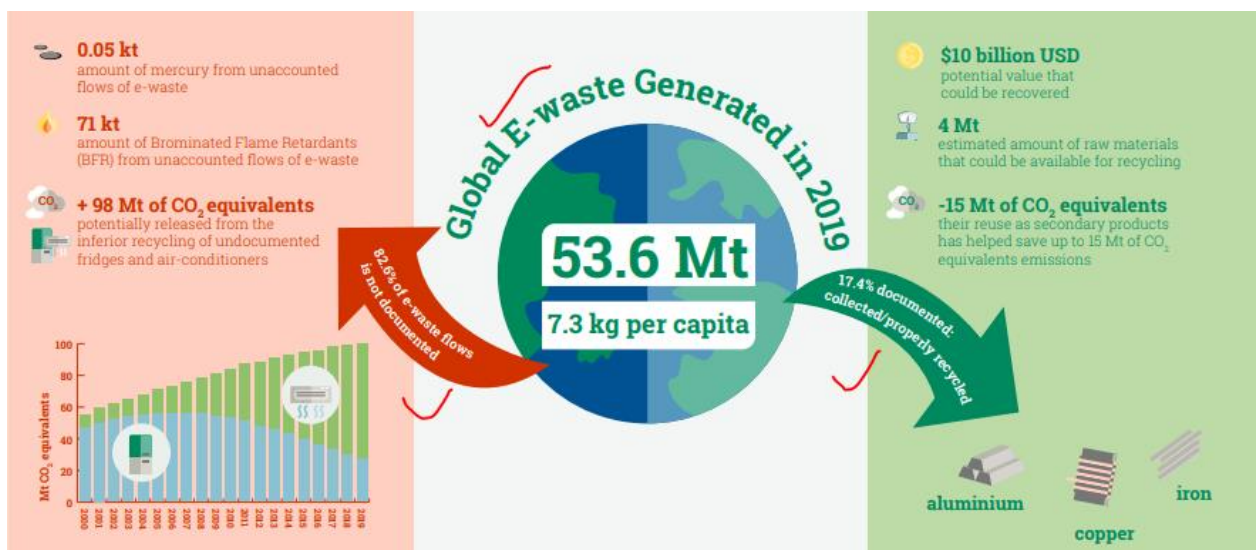 0.05 kt
amount of mercury from unaccounted
flows of e-waste
71 kt
amount of Brominated Flame Retardants
(BFR) from unaccounted flows of e-waste
CO₂
+ 98 Mt of CO₂ equivalents
potentially released from the
inferior recycling of undocumented
fridges and air-conditioners
82.6% of e-waste flows
is not documented
100
80
60
40
20
0
Mt CO₂ equivalents
2000
2001
2002
2003
2004
2005
2006
2007
2008
2009
2010
2011
2012
2013
2014
2015
2016
2017
2018
2019
Global E-waste Generated in 2019
53.6 Mt
7.3 kg per capita
$10 billion USD
potential value that
could be recovered
4 Mt
estimated amount of raw materials
that could be available for recycling
CO₂
-15 Mt of CO₂ equivalents
their reuse as secondary products
has helped save up to 15 Mt of CO₂
equivalents emissions
17.4% documented:
collected/properly recycled
aluminium
copper
iron